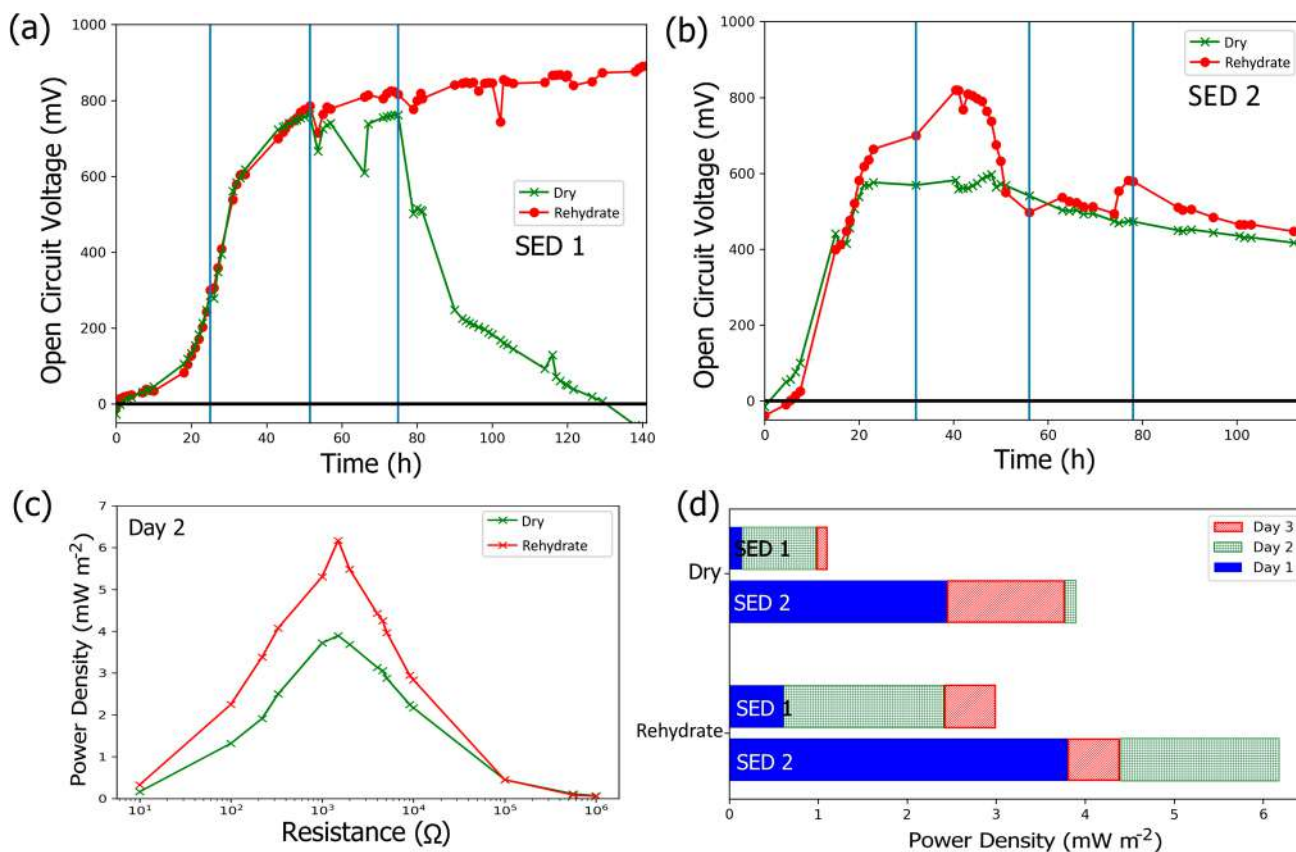 (a)
1000
800
600
400
200
0
Open Circuit Voltage (mV)
Dry
Rehydrate
SED 1
0 20 40 60 80 100 120 140
Time (h)
(b)
1000
800
600
400
200
0
Open Circuit Voltage (mV)
Dry
Rehydrate
SED 2
0 20 40 60 80 100
Time (h)
(c)
7
6
5
4
3
2
1
0
Power Density (mW m⁻²)
Day 2
Dry
Rehydrate
10¹ 10² 10³ 10⁴ 10⁵ 10⁶
Resistance (Ω)
(d)
Dry
SED 1
SED 2
Rehydrate
SED 1
SED 2
Day 3
Day 2
Day 1
0 1 2 3 4 5 6
Power Density (mW m⁻²)